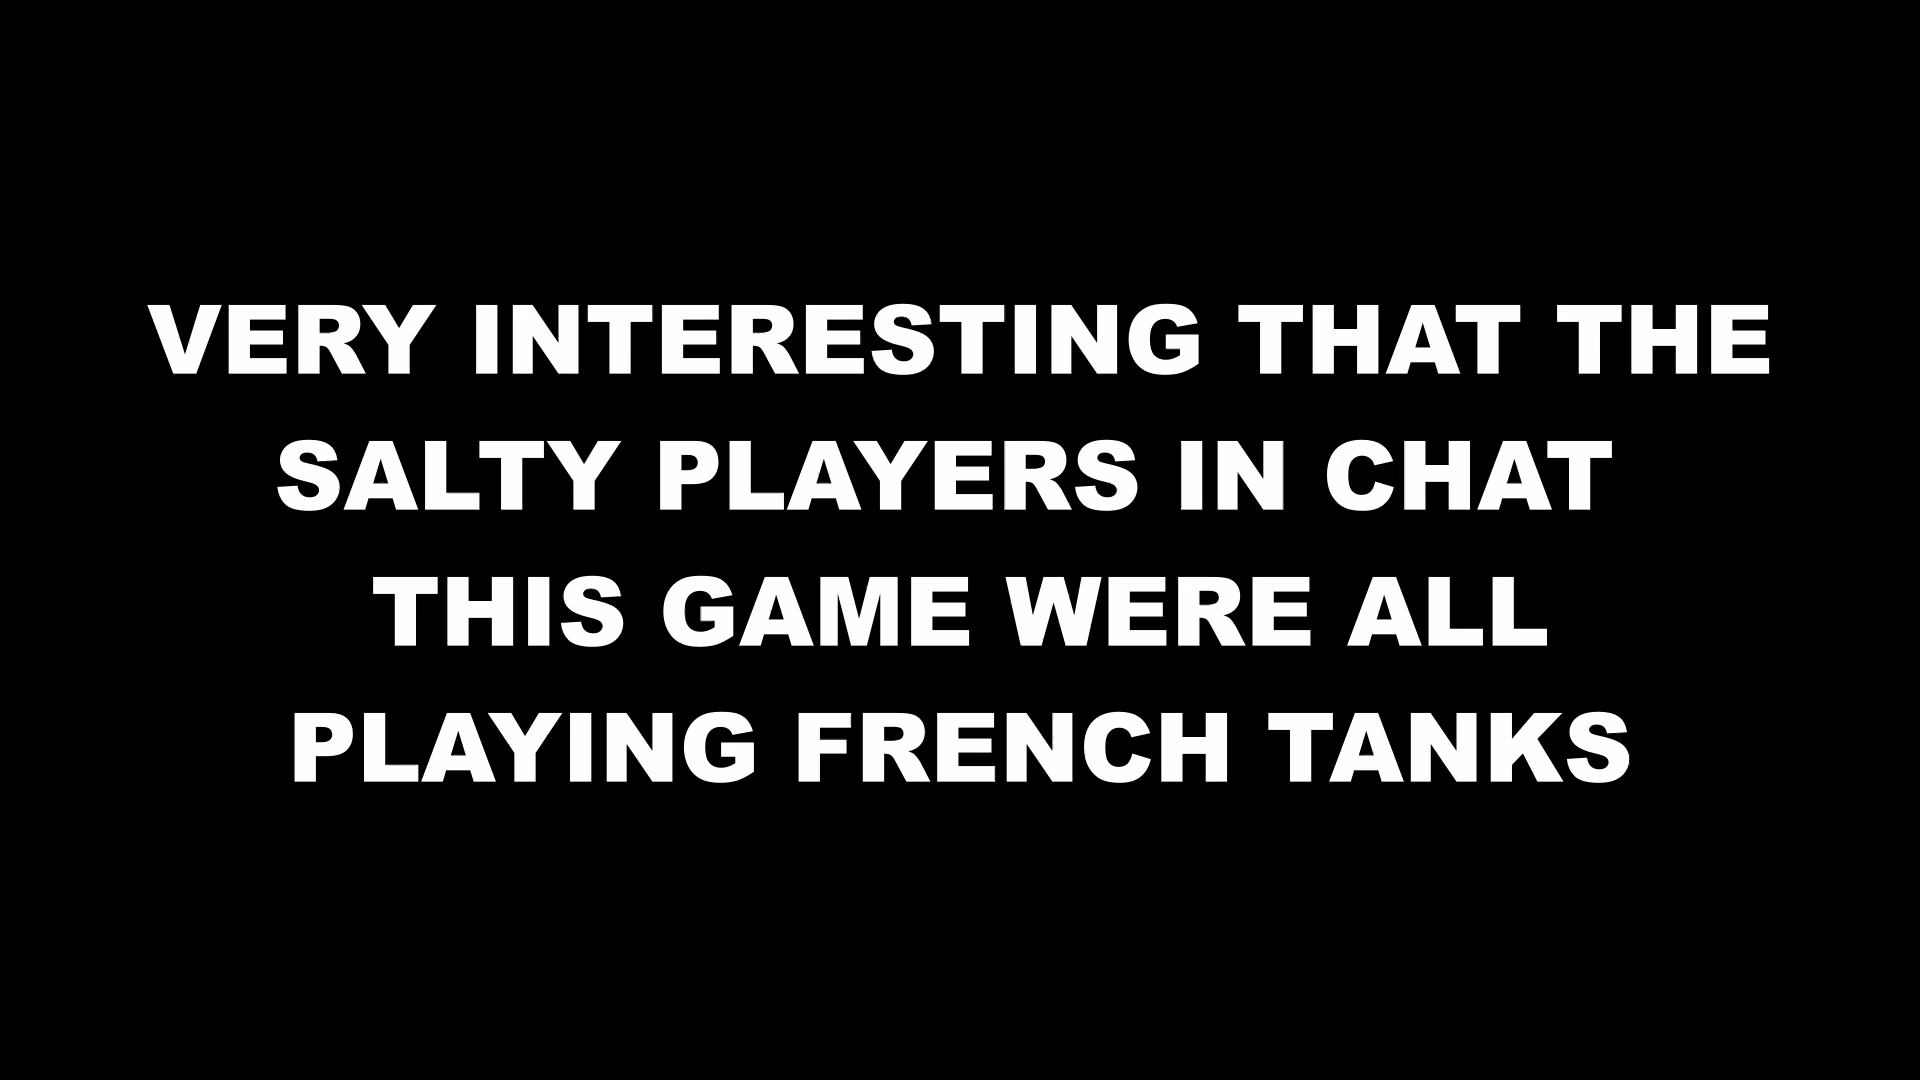 VERY INTERESTING THAT THE
SALTY PLAYERS IN CHAT
THIS GAME WERE ALL
PLAYING FRENCH TANKS